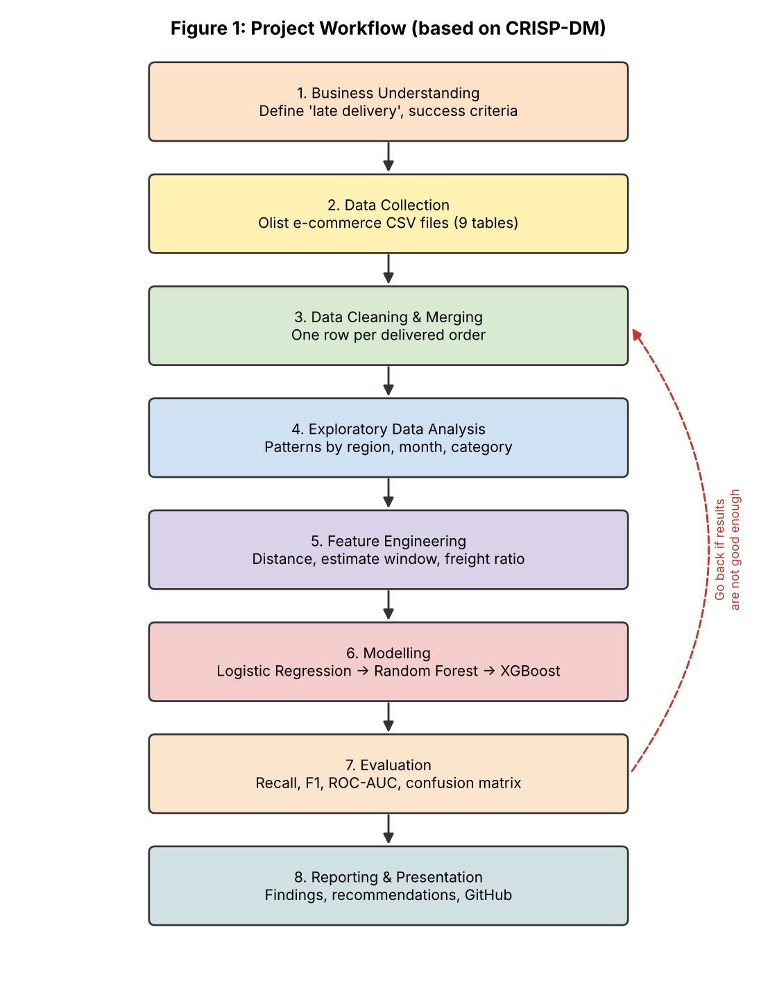 Figure 1: Project Workflow (based on CRISP-DM)
1. Business Understanding
Define 'late delivery', success criteria
2. Data Collection
Olist e-commerce CSV files (9 tables)
3. Data Cleaning & Merging
One row per delivered order
4. Exploratory Data Analysis
Patterns by region, month, category
5. Feature Engineering
Distance, estimate window, freight ratio
6. Modelling
Logistic Regression → Random Forest → XGBoost
7. Evaluation
Recall, F1, ROC-AUC, confusion matrix
8. Reporting & Presentation
Findings, recommendations, GitHub
Go back if results
are not good enough